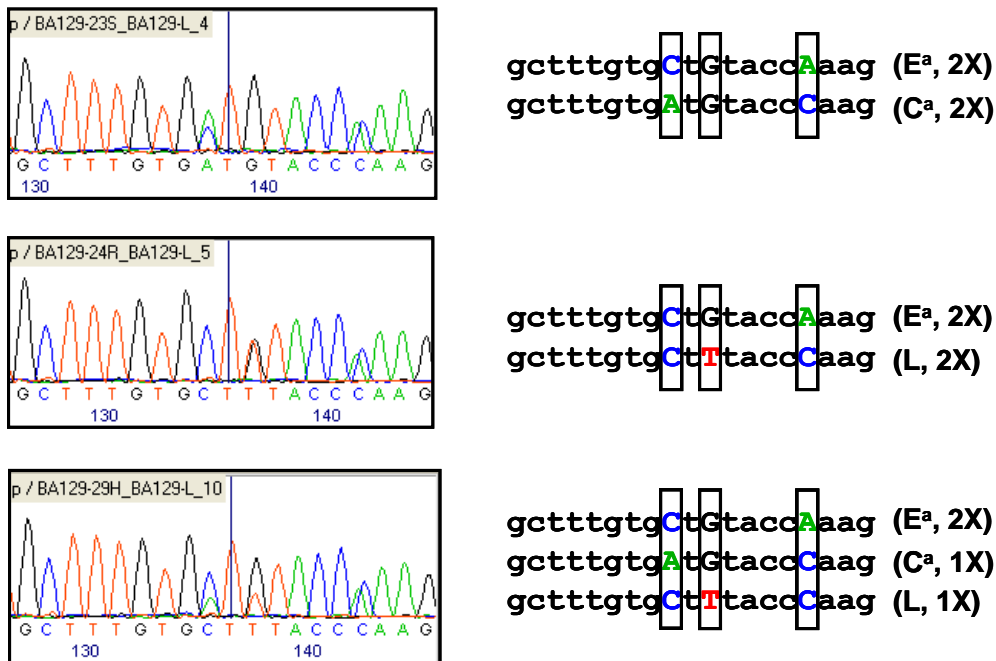 p / BA129-23S_BA129-L_4
G C T T T G T G A T G T A C C C A A G
130 140
gctttgtgCtGtaccAaag (Eª, 2X)
gctttgtgAtGtaccCaag (Cª, 2X)
p / BA129-24R_BA129-L_5
G C T T T G T G C T T T A C C C A A G
130 140
gctttgtgCtGtaccAaag (Eª, 2X)
gctttgtgCtTtaccCaag (L, 2X)
p / BA129-29H_BA129-L_10
G C T T T G T G C T T T A C C C A A G
130 140
gctttgtgCtGtaccAaag (Eª, 2X)
gctttgtgAtGtaccCaag (Cª, 1X)
gctttgtgCtTtaccCaag (L, 1X)